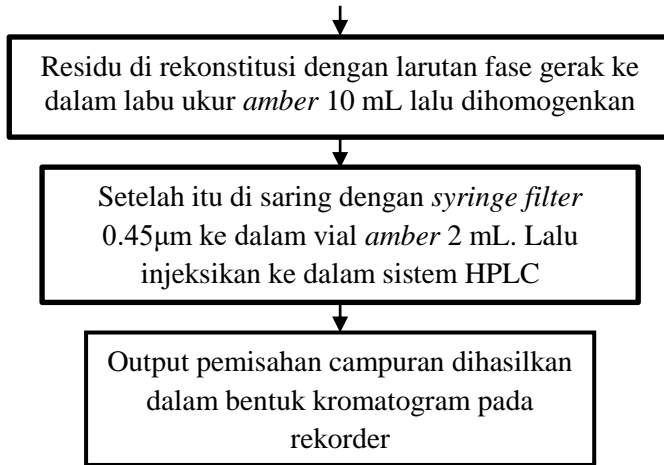 Residu di rekonstitusi dengan larutan fase gerak ke
dalam labu ukur amber 10 mL lalu dihomogenkan
Setelah itu di saring dengan syringe filter
0.45μm ke dalam vial amber 2 mL. Lalu
injeksikan ke dalam sistem HPLC
Output pemisahan campuran dihasilkan
dalam bentuk kromatogram pada
rekorder